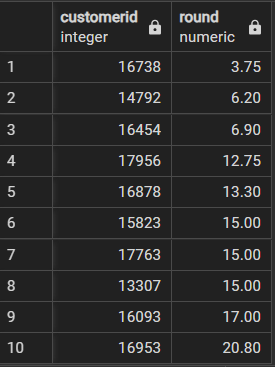 customerid round
integer numeric
1 16738 3.75
2 14792 6.20
3 16454 6.90
4 17956 12.75
5 16878 13.30
6 15823 15.00
7 17763 15.00
8 13307 15.00
9 16093 17.00
10 16953 20.80